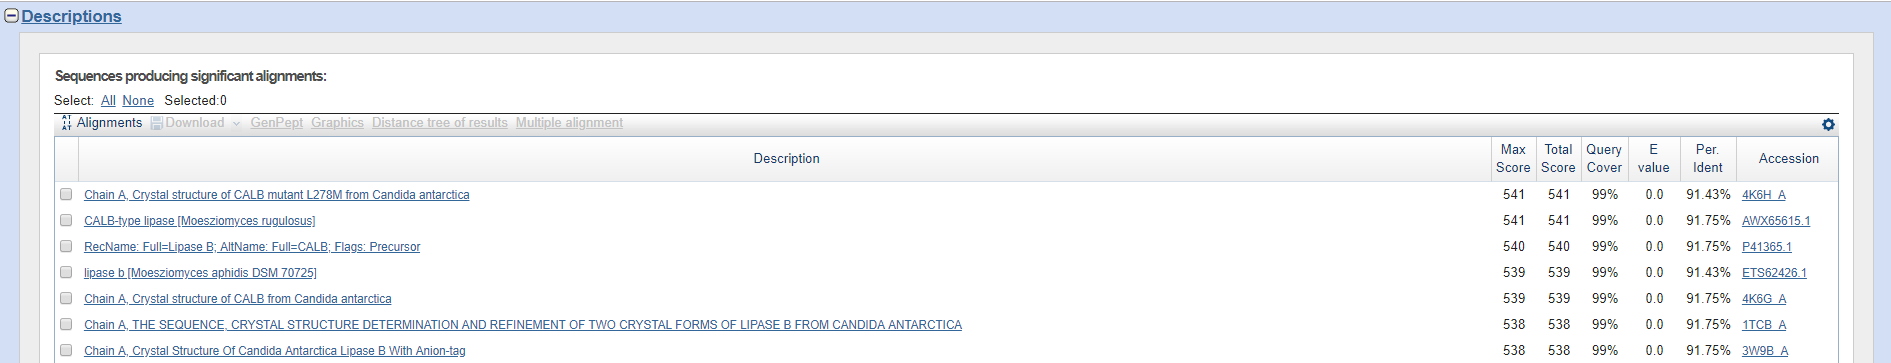 Descriptions
Sequences producing significant alignments:
Select: All None Selected:0
Alignments Download GenPept Graphics Distance tree of results Multiple alignment
Description Max Score Total Score Query Cover E value Per. Ident Accession
Chain A, Crystal structure of CALB mutant L278M from Candida antarctica 541 541 99% 0.0 91.43% 4K6H_A
CALB-type lipase [Moesziomyces rugulosus] 541 541 99% 0.0 91.75% AWX65615.1
RecName: Full=Lipase B; AltName: Full=CALB; Flags: Precursor 540 540 99% 0.0 91.75% P41365.1
lipase b [Moesziomyces aphidis DSM 70725] 539 539 99% 0.0 91.43% ETS62426.1
Chain A, Crystal structure of CALB from Candida antarctica 539 539 99% 0.0 91.75% 4K6G_A
Chain A, THE SEQUENCE, CRYSTAL STRUCTURE DETERMINATION AND REFINEMENT OF TWO CRYSTAL FORMS OF LIPASE B FROM CANDIDA ANTARCTICA 538 538 99% 0.0 91.75% 1TCB_A
Chain A, Crystal Structure Of Candida Antarctica Lipase B With Anion-tag 538 538 99% 0.0 91.75% 3W9B_A